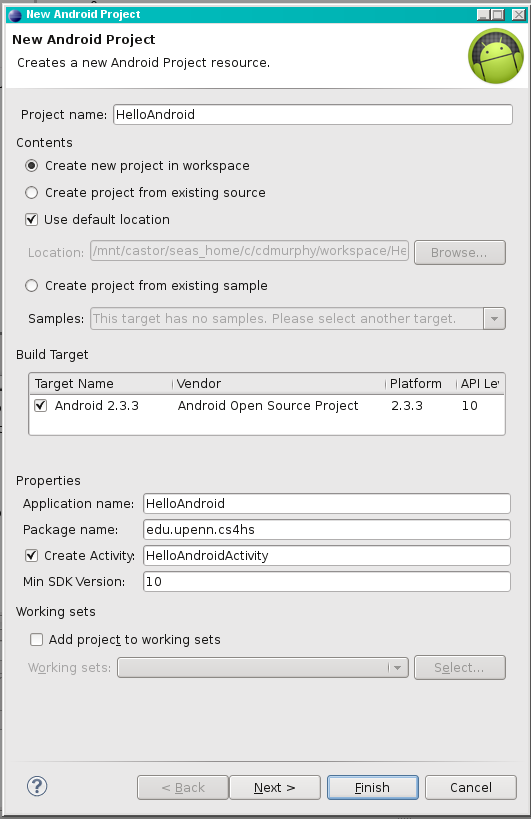 New Android Project
New Android Project
Creates a new Android Project resource.
Project name: HelloAndroid
Contents
Create new project in workspace
Create project from existing source
Use default location
Location: /mnt/castor/seas_home/c/cdmurphy/workspace/He Browse...
Create project from existing sample
Samples: This target has no samples. Please select another target.
Build Target
Target Name Vendor Platform API Lev
Android 2.3.3 Android Open Source Project 2.3.3 10
Properties
Application name: HelloAndroid
Package name: edu.upenn.cs4hs
Create Activity: HelloAndroidActivity
Min SDK Version: 10
Working sets
Add project to working sets
Working sets: Select...
? < Back Next > Finish Cancel